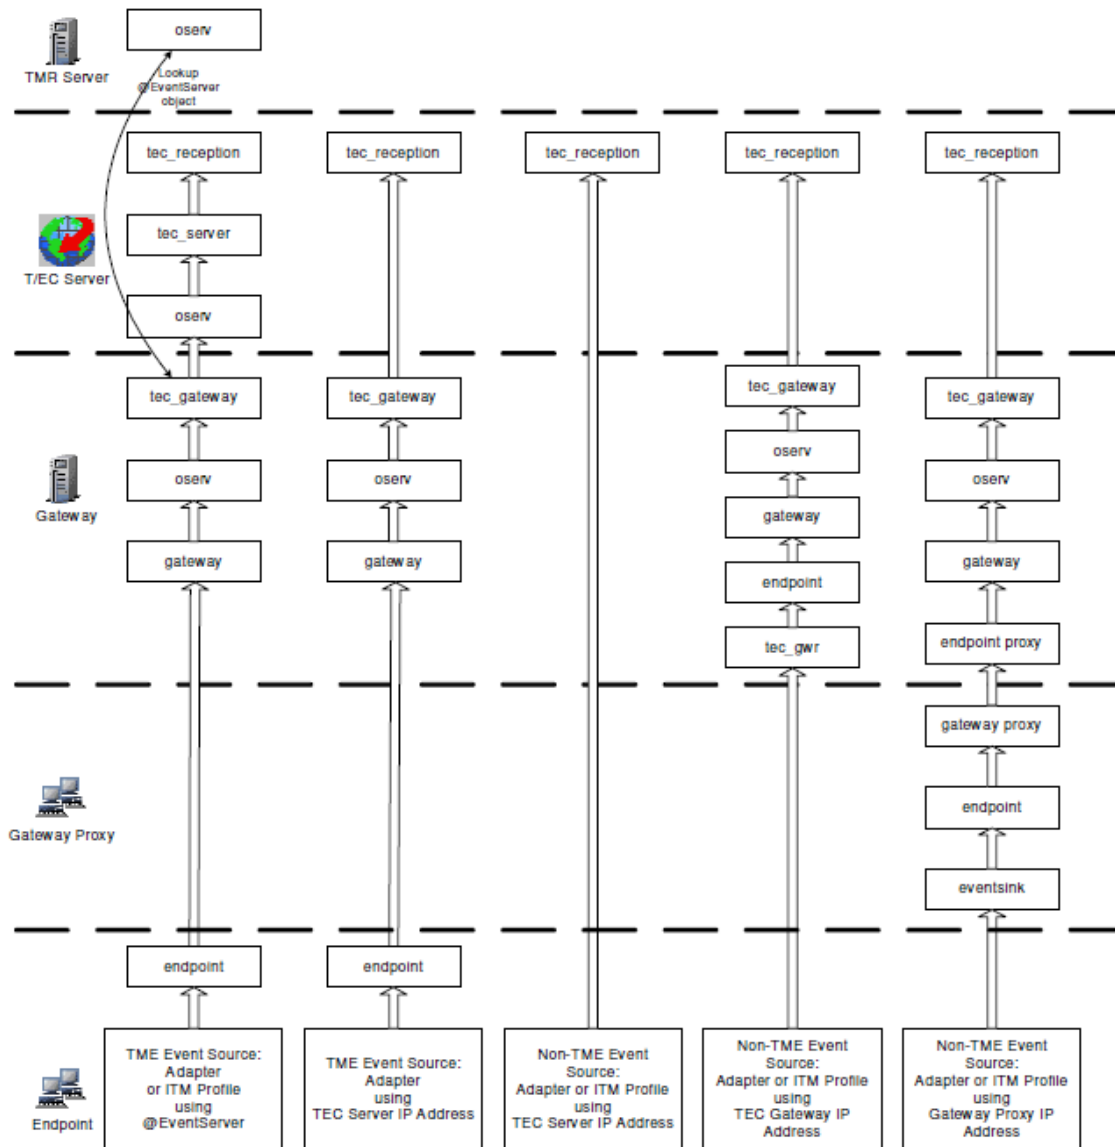 oserv
TMR Server
Lookup
@EventServer
object
tec_reception
tec_reception
tec_reception
tec_reception
tec_reception
tec_server
T/EC Server
oserv
tec_gateway
tec_gateway
tec_gateway
tec_gateway
oserv
oserv
oserv
oserv
Gateway
gateway
gateway
gateway
gateway
endpoint
tec_gwr
endpoint proxy
gateway proxy
Gateway Proxy
endpoint
eventsink
endpoint
endpoint
TME Event Source:
Adapter
or ITM Profile
using
@EventServer
TME Event Source:
Adapter
using
TEC Server IP Address
Non-TME Event
Source:
Adapter or ITM Profile
using
TEC Server IP Address
Non-TME Event
Source:
Adapter or ITM Profile
using
TEC Gateway IP
Address
Non-TME Event
Source:
Adapter or ITM Profile
using
Gateway Proxy IP
Address
Endpoint